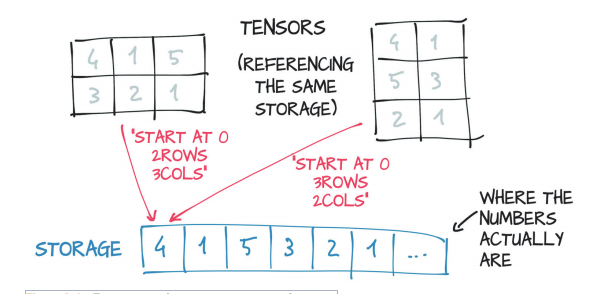 TENSORS
(REFERENCING
THE SAME
STORAGE)
4 1 5
3 2 1
4 1
5 3
2 1
"START AT 0
2ROWS
3COLS"
"START AT 0
3ROWS
2COLS"
WHERE THE
NUMBERS
ACTUALLY
ARE
STORAGE
4 1 5 3 2 1 ...